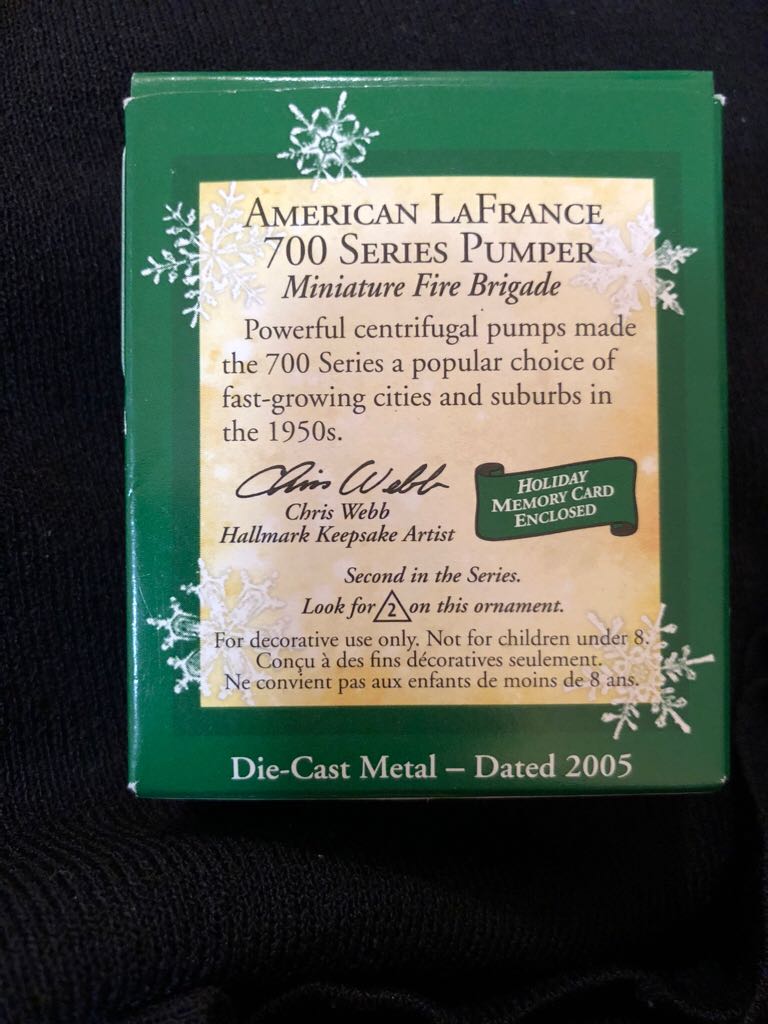 AMERICAN LAFRANCE
700 SERIES PUMPER
Miniature Fire Brigade
Powerful centrifugal pumps made
the 700 Series a popular choice of
fast-growing cities and suburbs in
the 1950s.
Chris Webb
Chris Webb
Hallmark Keepsake Artist
HOLIDAY
MEMORY CARD
ENCLOSED
Second in the Series.
Look for 2 on this ornament.
For decorative use only. Not for children under 8.
Conçu à des fins décoratives seulement.
Ne convient pas aux enfants de moins de 8 ans.
Die-Cast Metal – Dated 2005